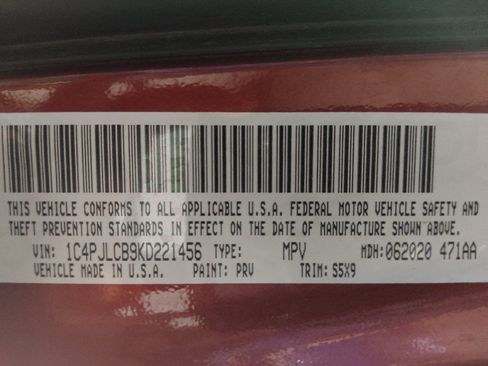 THIS VEHICLE CONFORMS TO ALL APPLICABLE U.S.A. FEDERAL MOTOR VEHICLE SAFETY AND
THEFT PREVENTION STANDARDS IN EFFECT ON THE DATE OF MANUFACTURE SHOWN ABOVE.
VIN: 1C4PJLCB9KD221456 TYPE: MPV MDH:062020 471AA
VEHICLE MADE IN U.S.A. PAINT: PRV TRIM: S5X9